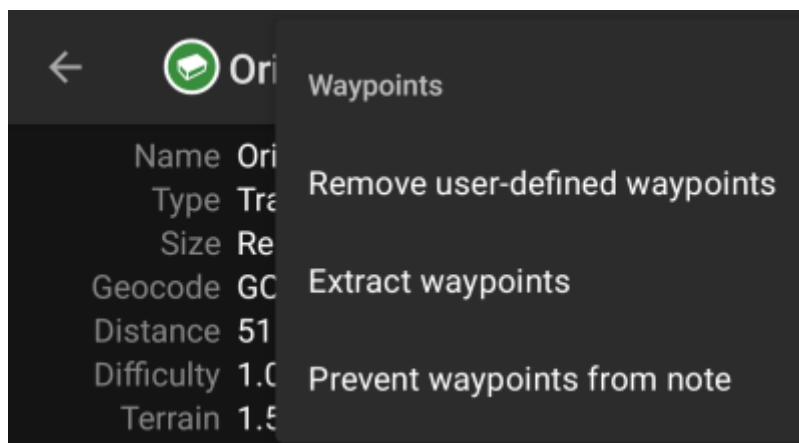 Ori
Name Ori
Type Tra
Size Re
Geocode GC
Distance 51
Difficulty 1.0
Terrain 1.5
Waypoints
Remove user-defined waypoints
Extract waypoints
Prevent waypoints from note